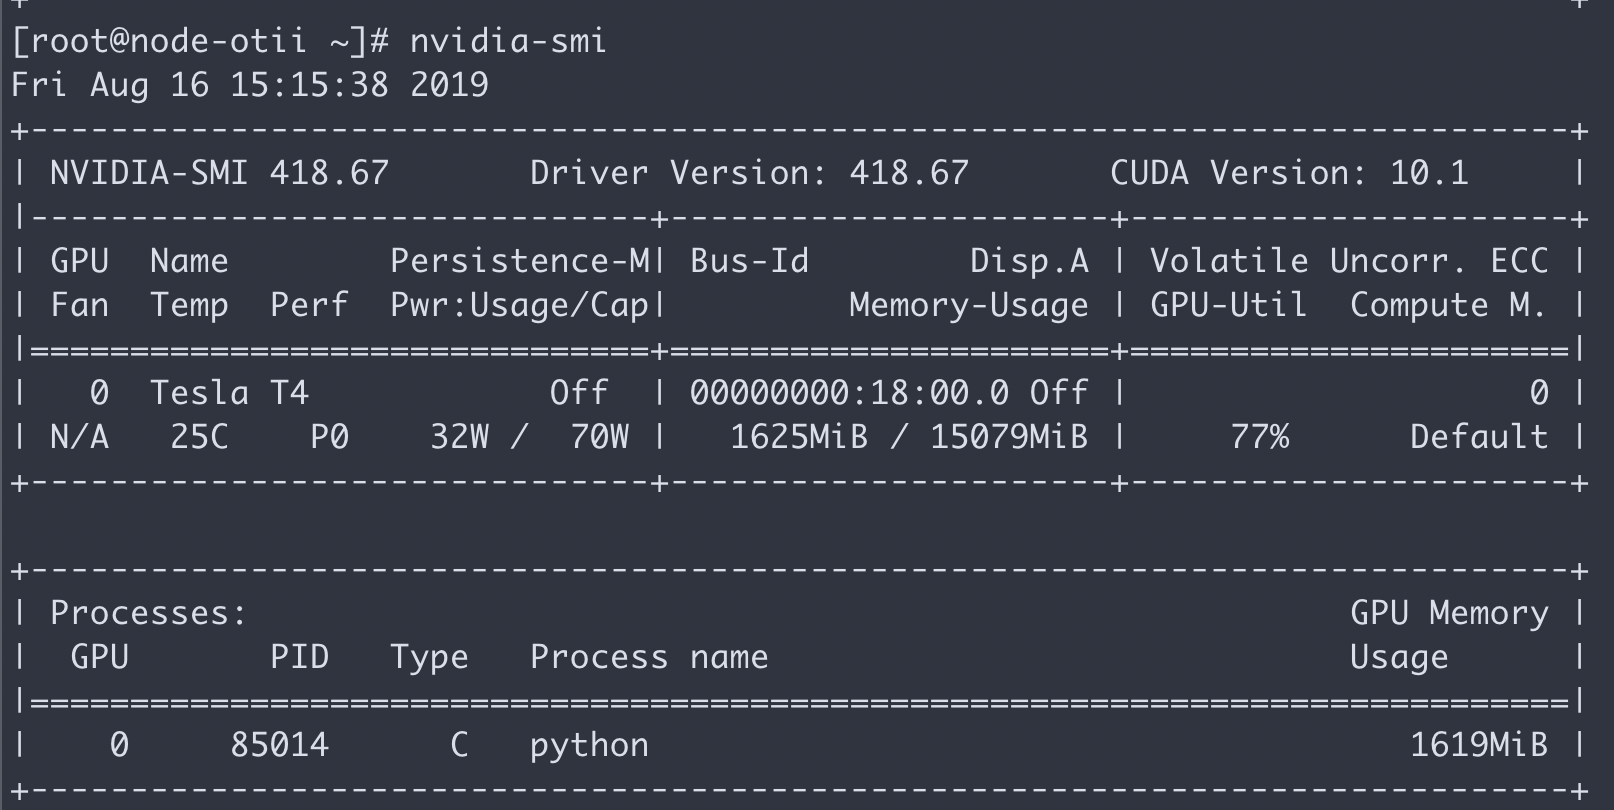 [root@node-otii ~]# nvidia-smi
Fri Aug 16 15:15:38 2019
+-----------------------------------------------------------------------------+
| NVIDIA-SMI 418.67       Driver Version: 418.67       CUDA Version: 10.1     |
|-------------------------------+----------------------+----------------------+
| GPU  Name        Persistence-M| Bus-Id        Disp.A | Volatile Uncorr. ECC |
| Fan  Temp  Perf  Pwr:Usage/Cap|         Memory-Usage | GPU-Util  Compute M. |
|===============================+======================+======================|
|   0  Tesla T4            Off  | 00000000:18:00.0 Off |                    0 |
| N/A   25C    P0    32W /  70W |   1625MiB / 15079MiB |     77%      Default |
+-------------------------------+----------------------+----------------------+

+-----------------------------------------------------------------------------+
| Processes:                                                       GPU Memory |
|  GPU       PID   Type   Process name                             Usage      |
|=============================================================================|
|    0     85014      C   python                                      1619MiB |
+-----------------------------------------------------------------------------+